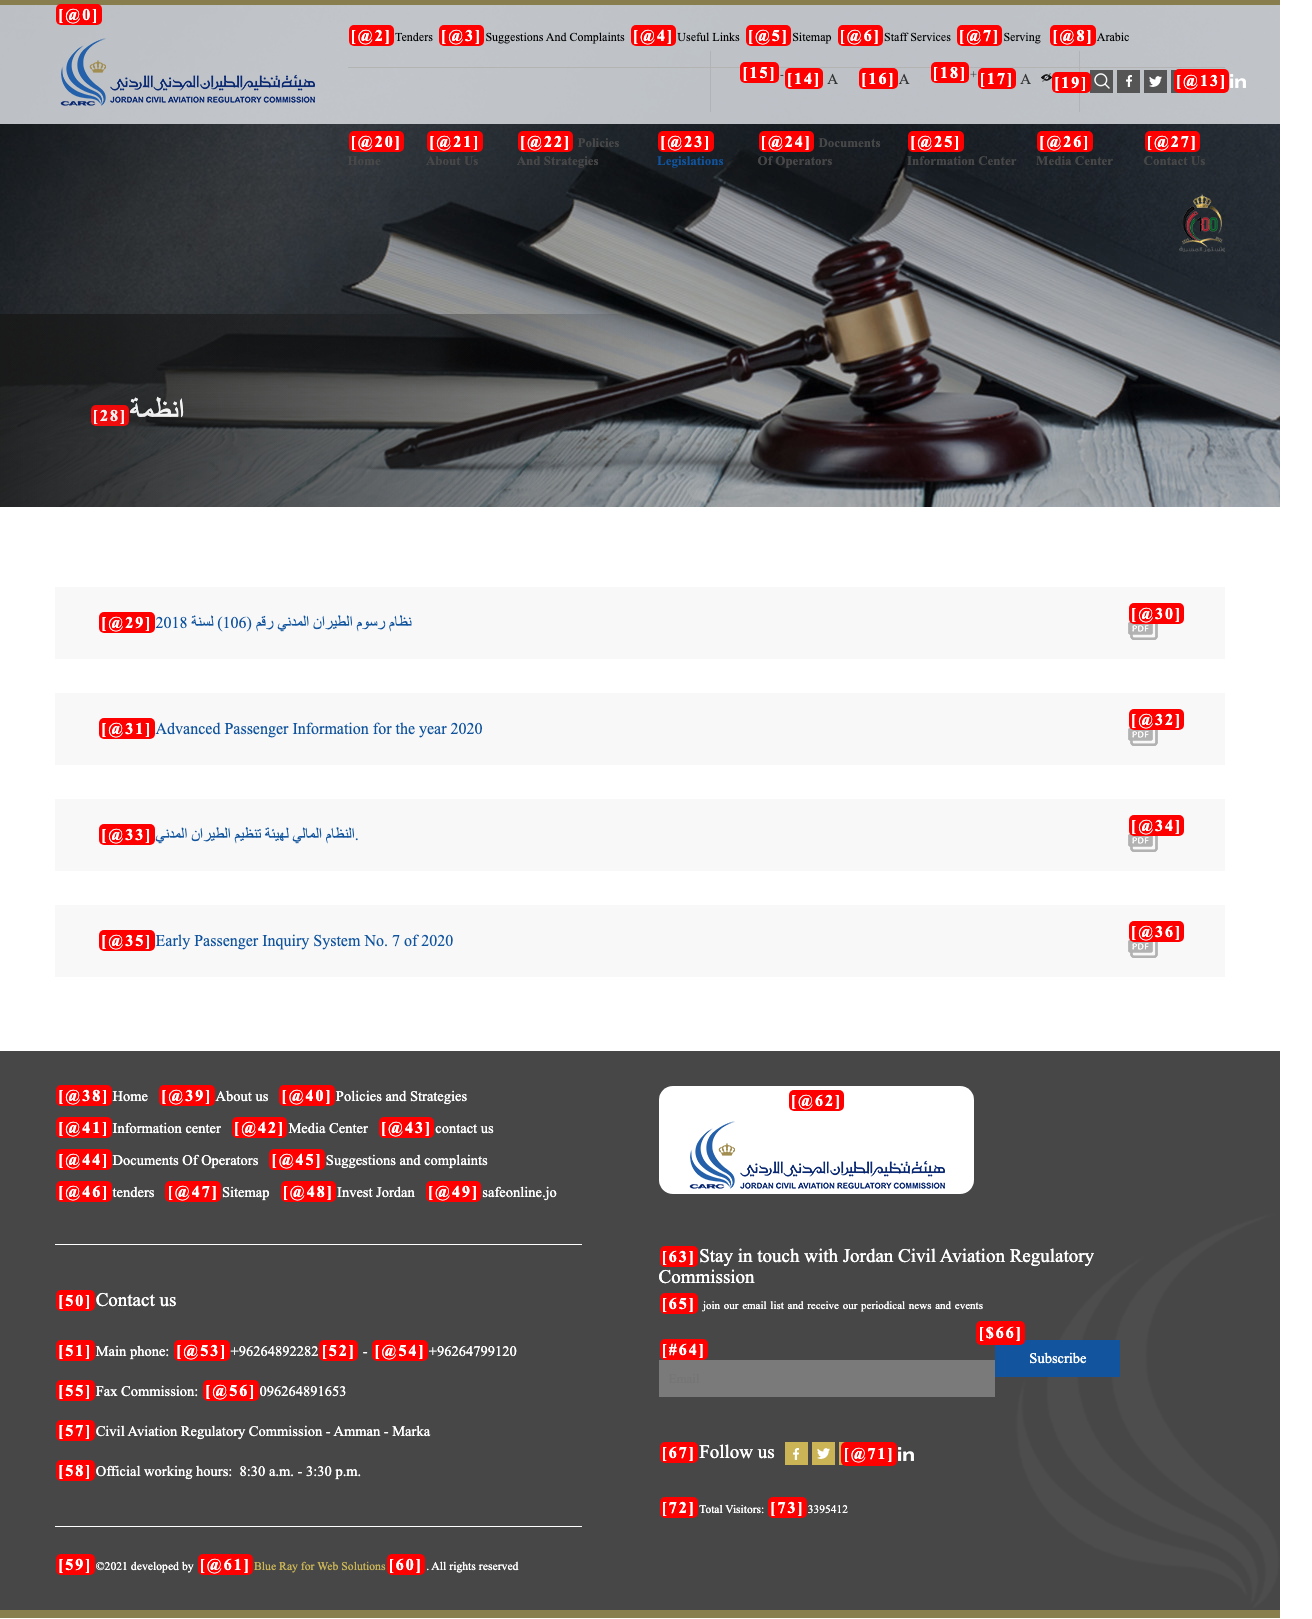 [@0]
هيئة تنظيم الطيران المدني الاردني
CARC JORDAN CIVIL AVIATION REGULATORY COMMISSION
[@2] Tenders [@3] Suggestions And Complaints [@4] Useful Links [@5] Sitemap [@6] Staff Services [@7] Serving [@8] Arabic
[15] - [14] A [16] A [18] + [17] A [19] [@13]
[@20] Home
[@21] About Us
[@22] Policies And Strategies
[@23] Legislations
[@24] Documents Of Operators
[@25] Information Center
[@26] Media Center
[@27] Contact Us
100
[28] انظمة
[@29] نظام رسوم الطيران المدني رقم (106) لسنة 2018 [@30]
PDF
[@31] Advanced Passenger Information for the year 2020 [@32]
PDF
[@33] النظام المالي لهيئة تنظيم الطيران المدني. [@34]
PDF
[@35] Early Passenger Inquiry System No. 7 of 2020 [@36]
PDF
[@38] Home [@39] About us [@40] Policies and Strategies
[@41] Information center [@42] Media Center [@43] contact us
[@44] Documents Of Operators [@45] Suggestions and complaints
[@46] tenders [@47] Sitemap [@48] Invest Jordan [@49] safeonline.jo
[50] Contact us
[51] Main phone: [@53] +96264892282 [52] - [@54] +96264799120
[55] Fax Commission: [@56] 096264891653
[57] Civil Aviation Regulatory Commission - Amman - Marka
[58] Official working hours: 8:30 a.m. - 3:30 p.m.
[59] ©2021 developed by [@61] Blue Ray for Web Solutions [60] . All rights reserved
[@62]
هيئة تنظيم الطيران المدني الاردني
CARC JORDAN CIVIL AVIATION REGULATORY COMMISSION
[63] Stay in touch with Jordan Civil Aviation Regulatory
Commission
[65] join our email list and receive our periodical news and events
[#64] Email [$66] Subscribe
[67] Follow us [@71]
[72] Total Visitors: [73] 3395412